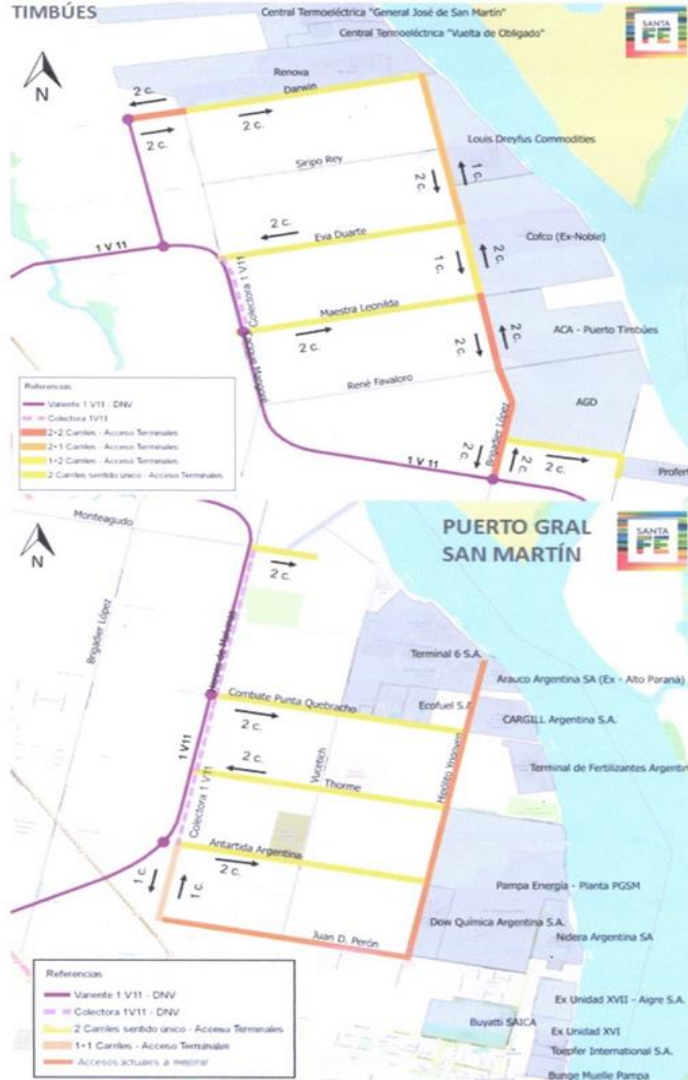 TIMBÚES
Central Termoeléctrica "General José de San Martín"
Central Termoeléctrica "Vuelta de Obligado"
SANTA
FE
N
Renova
Darwin
2 c.
2 c.
2 c.
Louis Dreyfus Commodities
Siripo Rey
1 c.
2 c.
2 c.
Eva Duarte
Cofco (Ex-Noble)
1 V 11
Colectora 1 V11
2 c.
1 c.
Maestra Leonilda
2 c.
ACA - Puerto Timbúes
2 c.
2 c.
René Favaloro
AGD
Referencias
Variente 1 V11 - DNV
Colectora 1V11
2+2 Carriles - Acceso Terminales
2+1 Carriles - Acceso Terminales
1+2 Carriles - Acceso Terminales
2 Carriles sentido único - Acceso Terminales
Brigadier López
1 V 11
2 c.
2 c.
2 c.
Profert
Monteagudo
N
PUERTO GRAL
SAN MARTÍN
SANTA
FE
2 c.
Brigadier López
Terminal 6 S.A.
Arauco Argentina SA (Ex - Alto Paraná)
Combate Punta Quebracho
Ecofuel S.A
CARGILL Argentina S.A.
2 c.
1 V11
2 c.
Vucetich
Hipólito Yrigoyen
Terminal de Fertilizantes Argentin
Thorme
Colectora 1 V11
Antartida Argentina
2 c.
1 c.
1 c.
Pampa Energía - Planta PGSM
Juan D. Perón
Dow Química Argentina S.A.
Nidera Argentina SA
Referencias
Variente 1 V11 - DNV
Colectora 1V11 - DNV
2 Carriles sentido único - Acceso Terminales
1+1 Carriles - Acceso Terminales
Accesos actuales a mejorar
Ex Unidad XVII - Aigre S.A.
Buyatti SAICA
Ex Unidad XVI
Toepfer International S.A.
Bunge Muelle Pampa